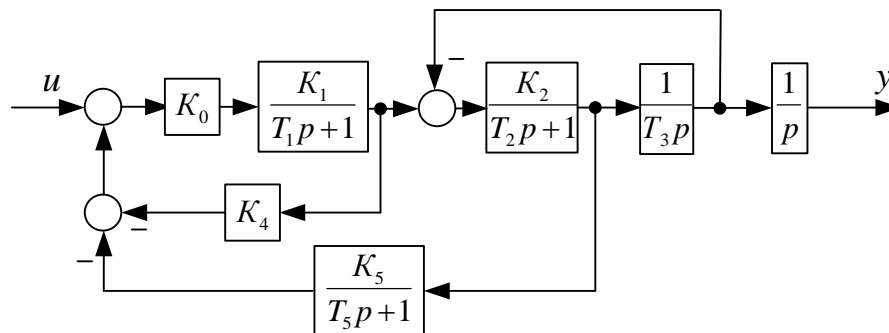 u
K₀
K₁
T₁p+1
−
K₂
T₂p+1
1
T₃p
1
p
y
K₄
−
−
K₅
T₅p+1